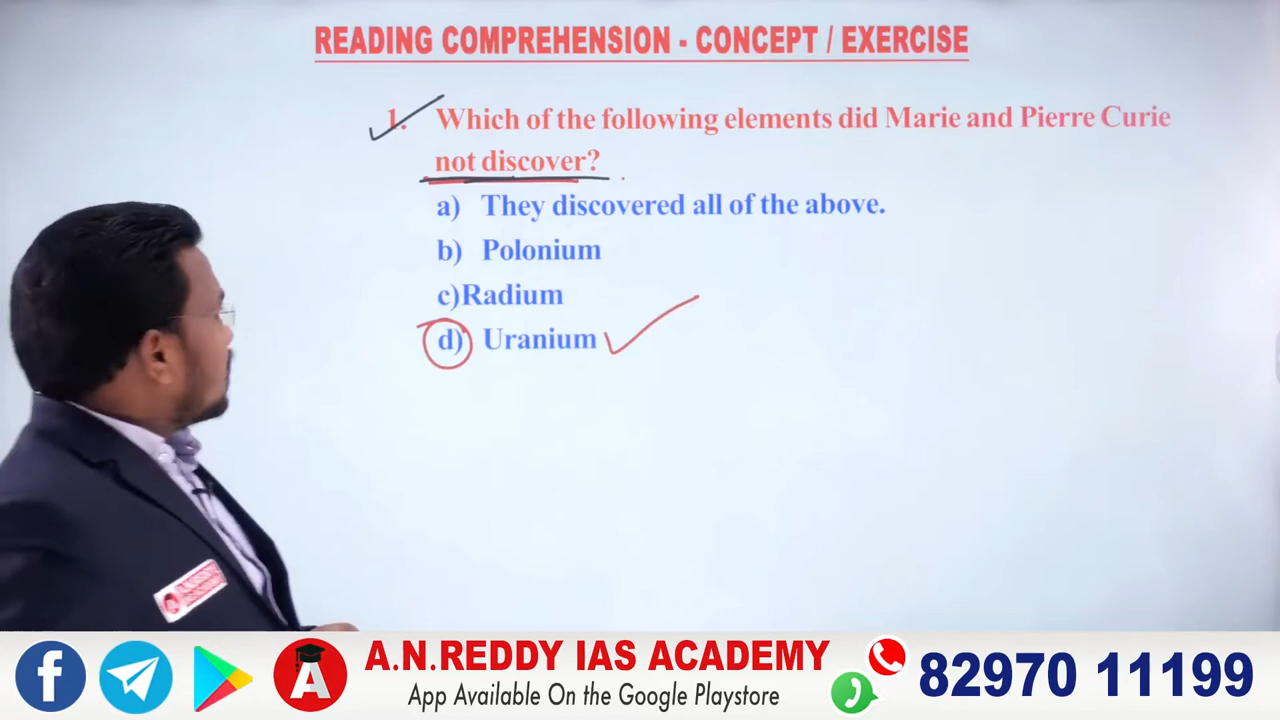 READING COMPREHENSION - CONCEPT / EXERCISE
1. Which of the following elements did Marie and Pierre Curie
not discover?
a) They discovered all of the above.
b) Polonium
c)Radium
d) Uranium
A.N.REDDY IAS ACADEMY
App Available On the Google Playstore
82970 11199